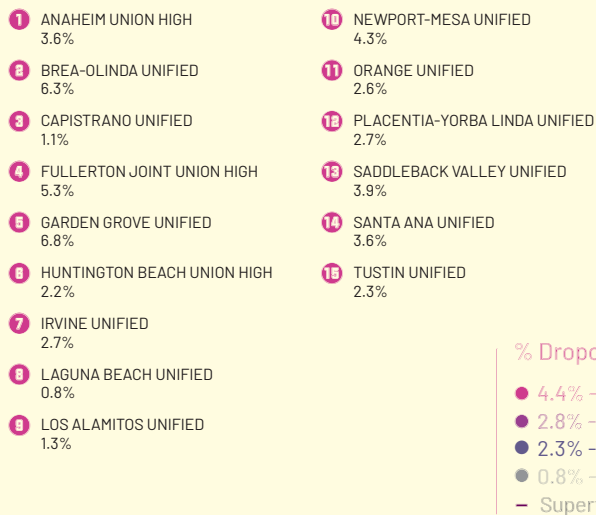 1 ANAHEIM UNION HIGH
3.6%
2 BREA-OLINDA UNIFIED
6.3%
3 CAPISTRANO UNIFIED
1.1%
4 FULLERTON JOINT UNION HIGH
5.3%
5 GARDEN GROVE UNIFIED
6.8%
6 HUNTINGTON BEACH UNION HIGH
2.2%
7 IRVINE UNIFIED
2.7%
8 LAGUNA BEACH UNIFIED
0.8%
9 LOS ALAMITOS UNIFIED
1.3%
10 NEWPORT-MESA UNIFIED
4.3%
11 ORANGE UNIFIED
2.6%
12 PLACENTIA-YORBA LINDA UNIFIED
2.7%
13 SADDLEBACK VALLEY UNIFIED
3.9%
14 SANTA ANA UNIFIED
3.6%
15 TUSTIN UNIFIED
2.3%
% Dropo
4.4% -
2.8% -
2.3% -
0.8% -
Super